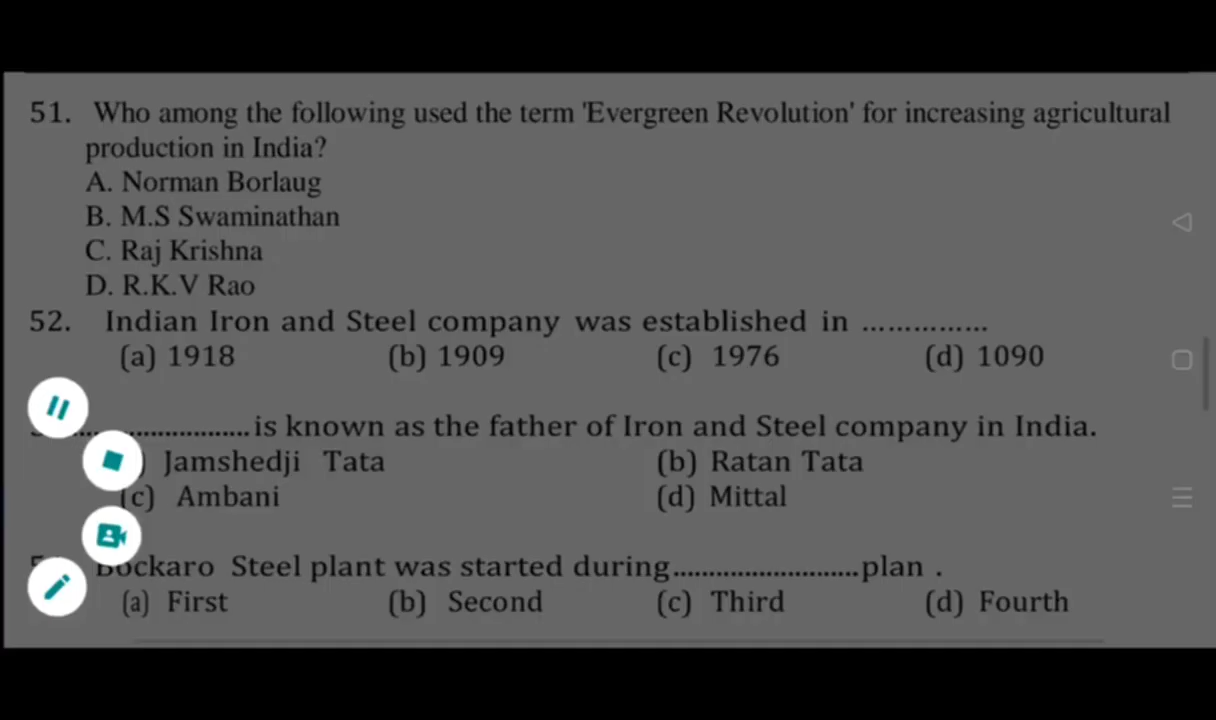 51. Who among the following used the term 'Evergreen Revolution' for increasing agricultural
production in India?
A. Norman Borlaug
B. M.S Swaminathan
C. Raj Krishna
D. R.K.V Rao
52. Indian Iron and Steel company was established in ...............
(a) 1918 (b) 1909 (c) 1976 (d) 1090
............................ is known as the father of Iron and Steel company in India.
) Jamshedji Tata (b) Ratan Tata
(c) Ambani (d) Mittal
Bockaro Steel plant was started during..........................plan .
(a) First (b) Second (c) Third (d) Fourth